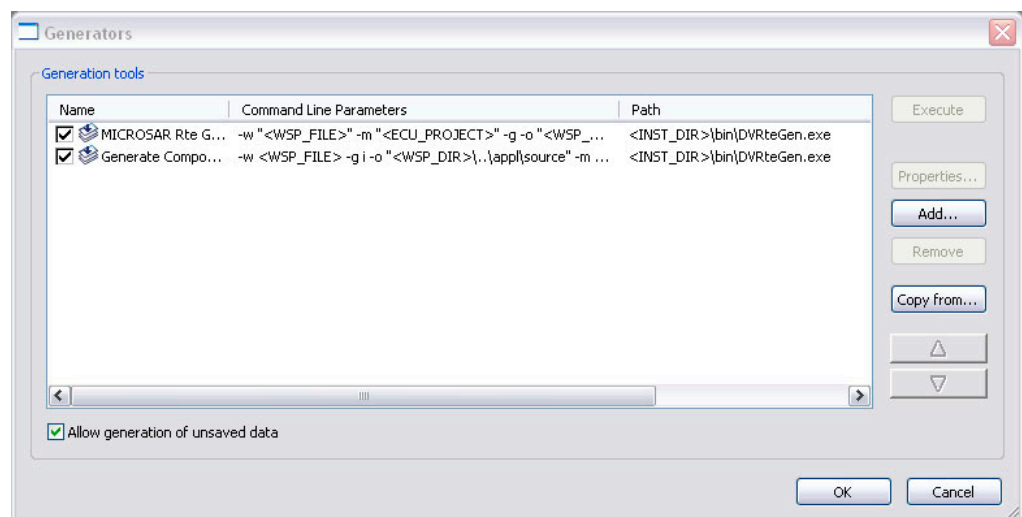 Generators
Generation tools
Name Command Line Parameters Path
MICROSAR Rte G... -w "<WSP_FILE>" -m "<ECU_PROJECT>" -g -o "<WSP_... <INST_DIR>\bin\DVRteGen.exe
Generate Compo... -w <WSP_FILE> -g i -o "<WSP_DIR>\..\appl\source" -m ... <INST_DIR>\bin\DVRteGen.exe
Execute
Properties...
Add...
Remove
Copy from...
Allow generation of unsaved data
OK Cancel